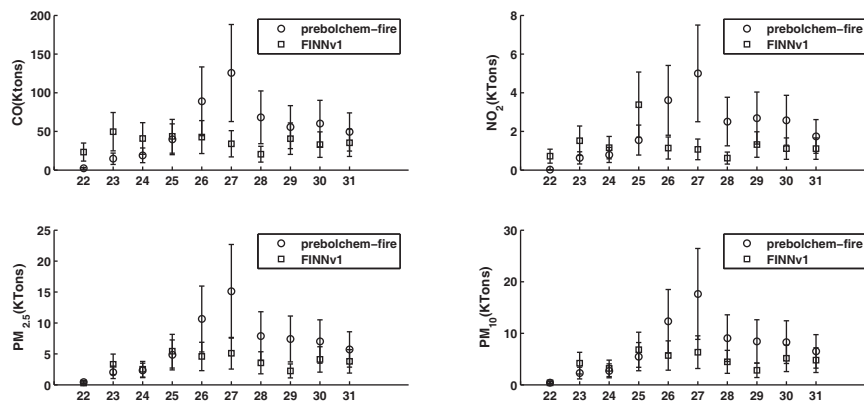 CO(Ktons)
200
150
100
50
0
22 23 24 25 26 27 28 29 30 31
prebolchem-fire
FINNv1
NO2(KTons)
8
6
4
2
0
22 23 24 25 26 27 28 29 30 31
prebolchem-fire
FINNv1
PM 2.5(KTons)
25
20
15
10
5
0
22 23 24 25 26 27 28 29 30 31
prebolchem-fire
FINNv1
PM10(KTons)
30
20
10
0
22 23 24 25 26 27 28 29 30 31
prebolchem-fire
FINNv1